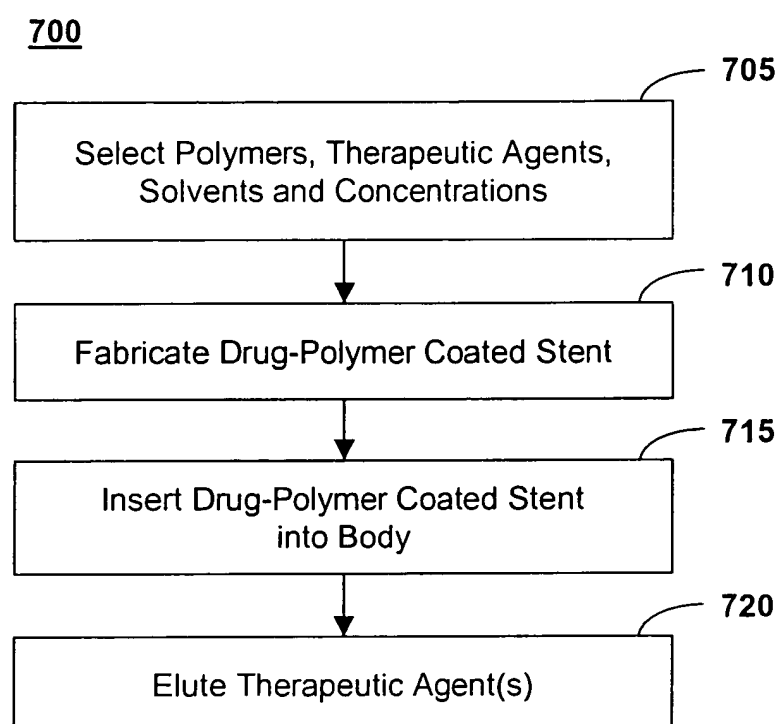 700
705
Select Polymers, Therapeutic Agents,
Solvents and Concentrations
710
Fabricate Drug-Polymer Coated Stent
715
Insert Drug-Polymer Coated Stent
into Body
720
Elute Therapeutic Agent(s)